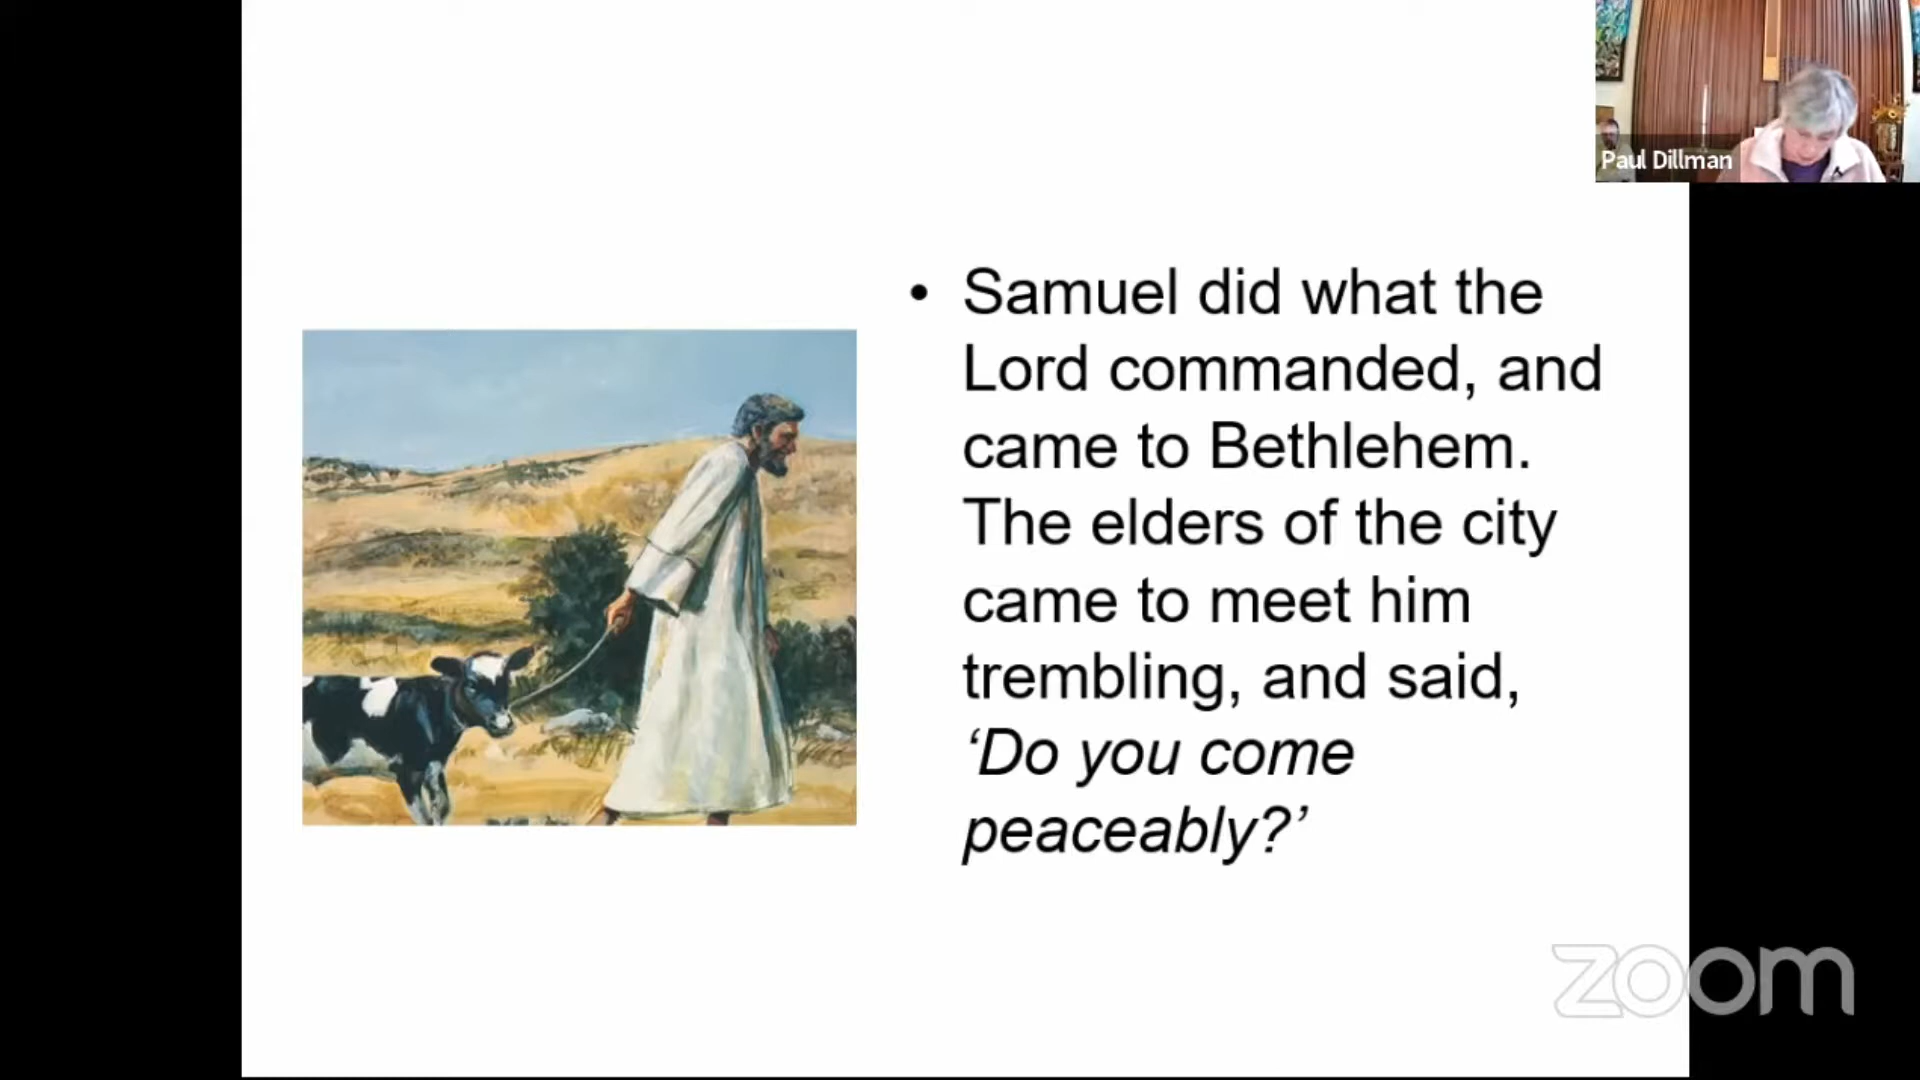 Paul Dillman
• Samuel did what the
Lord commanded, and
came to Bethlehem.
The elders of the city
came to meet him
trembling, and said,
‘Do you come
peaceably?’
zoom